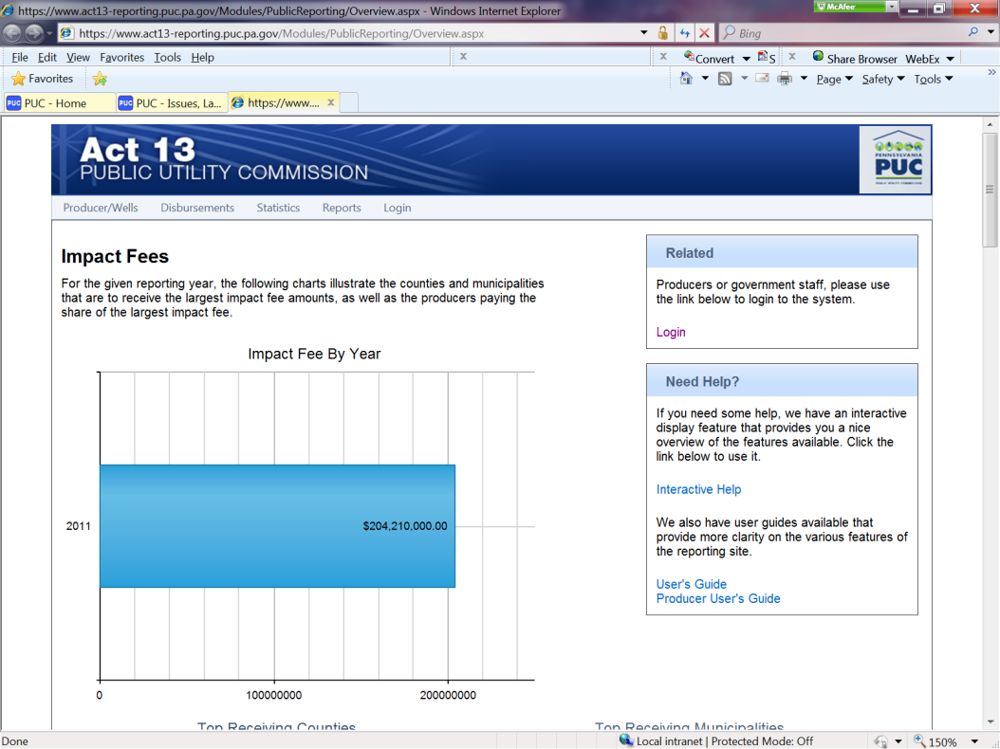 https://www.act13-reporting.puc.pa.gov/Modules/PublicReporting/Overview.aspx - Windows Internet Explorer
McAfee
https://www.act13-reporting.puc.pa.gov/Modules/PublicReporting/Overview.aspx
Bing
File Edit View Favorites Tools Help
x
x Convert S x Share Browser WebEx
Favorites
Page Safety Tools
PUC PUC - Home
PUC PUC - Issues, La...
https://www.... x
Act 13
PUBLIC UTILITY COMMISSION
PENNSYLVANIA
PUC
PUBLIC UTILITY COMMISSION
Producer/Wells Disbursements Statistics Reports Login
Impact Fees
For the given reporting year, the following charts illustrate the counties and municipalities
that are to receive the largest impact fee amounts, as well as the producers paying the
share of the largest impact fee.
Impact Fee By Year
2011
$204,210,000.00
0 100000000 200000000
Top Receiving Counties
Top Receiving Municipalities
Related
Producers or government staff, please use
the link below to login to the system.
Login
Need Help?
If you need some help, we have an interactive
display feature that provides you a nice
overview of the features available. Click the
link below to use it.
Interactive Help
We also have user guides available that
provide more clarity on the various features of
the reporting site.
User's Guide
Producer User's Guide
Done
Local intranet | Protected Mode: Off
150%